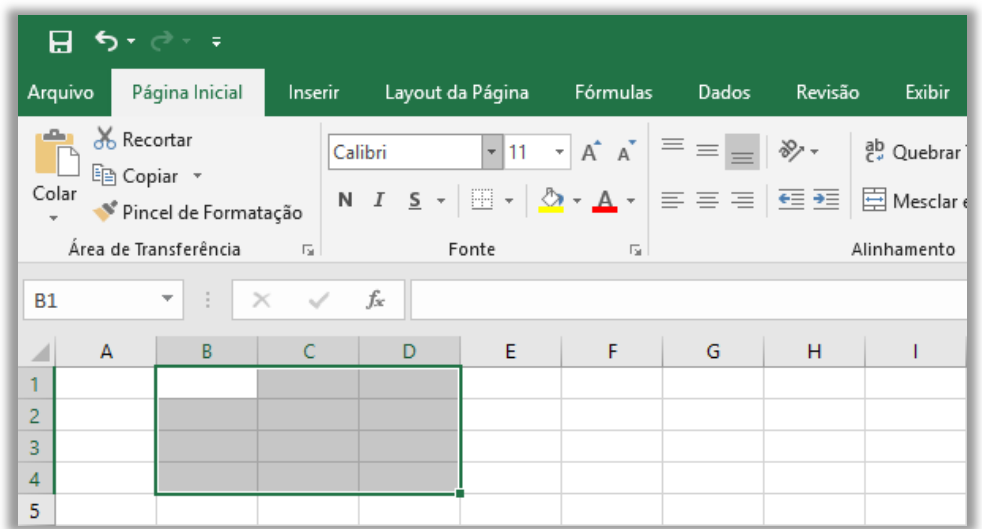 Arquivo Página Inicial Inserir Layout da Página Fórmulas Dados Revisão Exibir
Colar
Recortar
Copiar
Pincel de Formatação
Área de Transferência
Calibri 11 A A
N I S A
Fonte
ab Quebrar
Mesclar e
Alinhamento
B1 fx
A B C D E F G H I
1
2
3
4
5